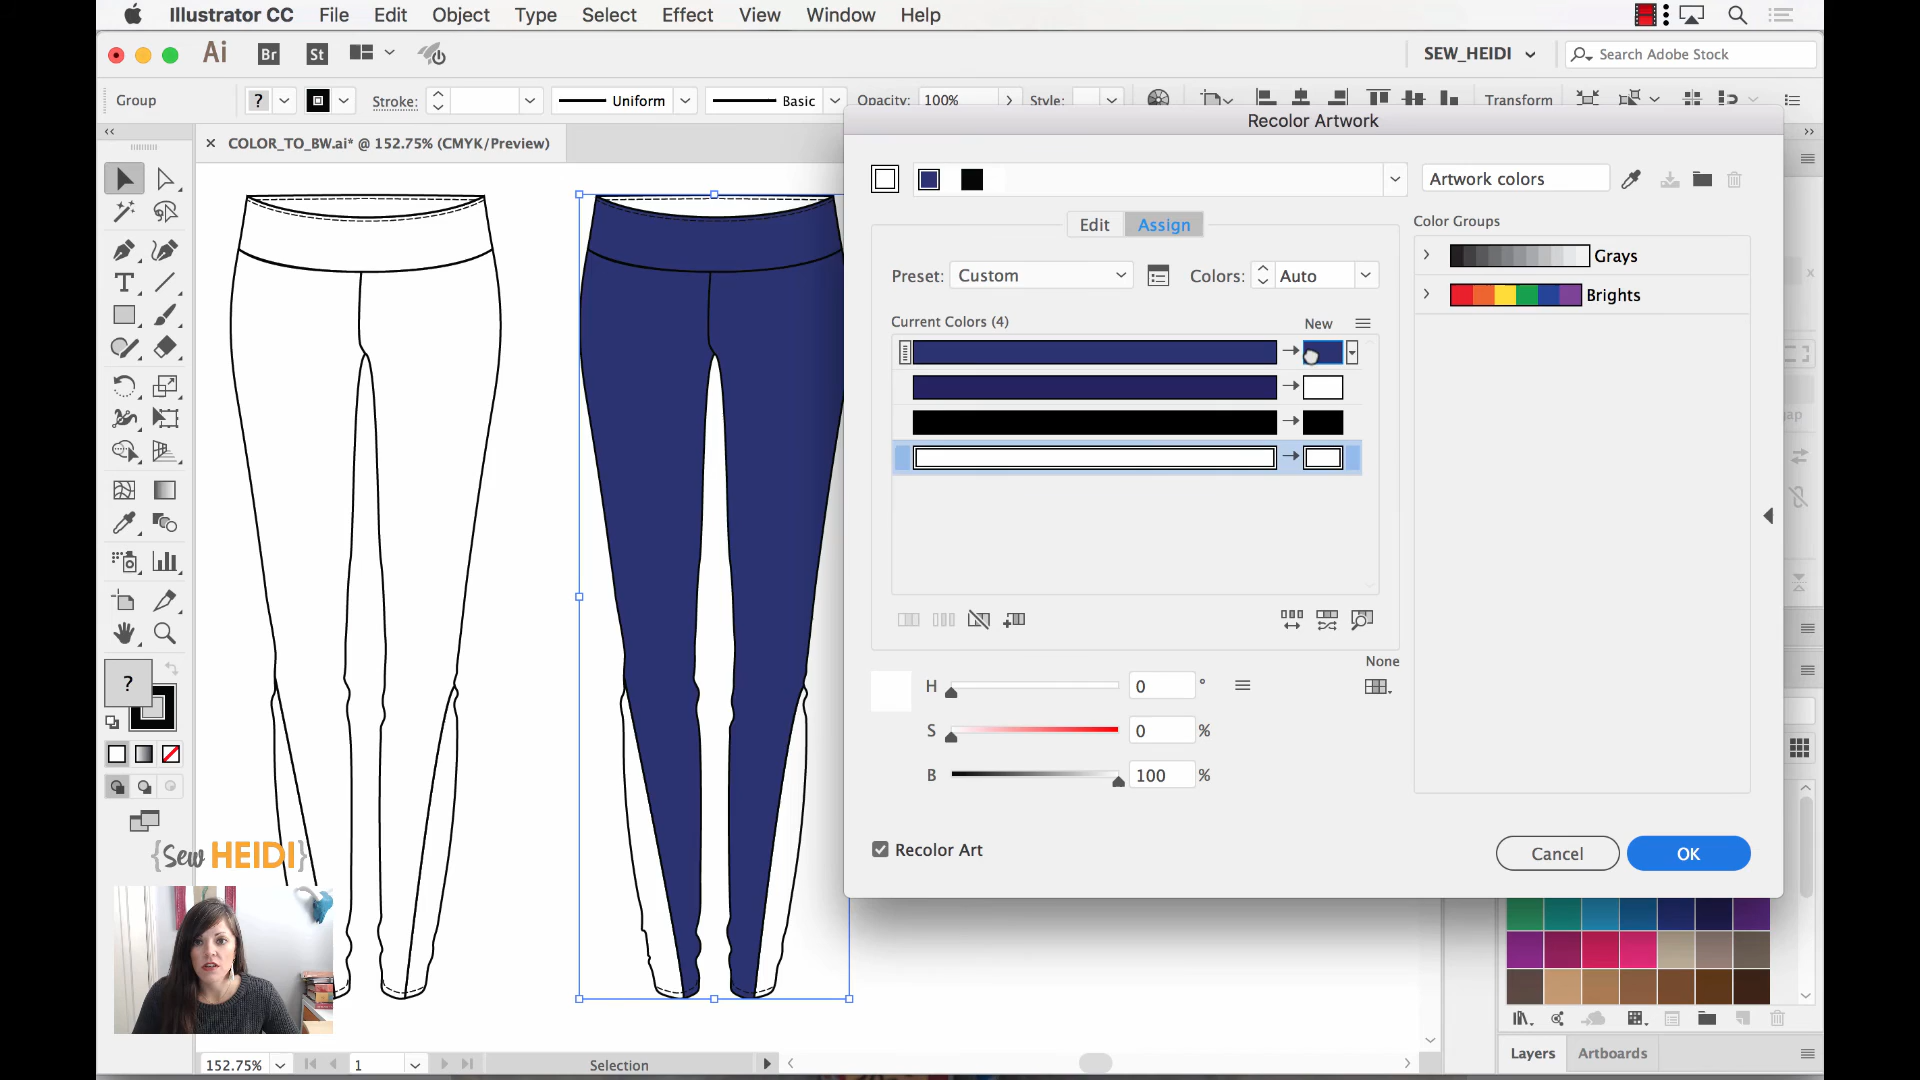 Illustrator CC File Edit Object Type Select Effect View Window Help
Ai Br St SEW_HEIDI Search Adobe Stock
Group ? Stroke: Uniform Basic Opacity: 100% Style: Transform
× COLOR_TO_BW.ai* @ 152.75% (CMYK/Preview)
Recolor Artwork
Artwork colors
Edit Assign
Color Groups
Preset: Custom Colors: Auto
Grays
Brights
Current Colors (4) New
None
H 0 °
S 0 %
B 100 %
?
Recolor Art
Cancel OK
{Sew HEIDI}
152.75% 1 Selection
Layers Artboards